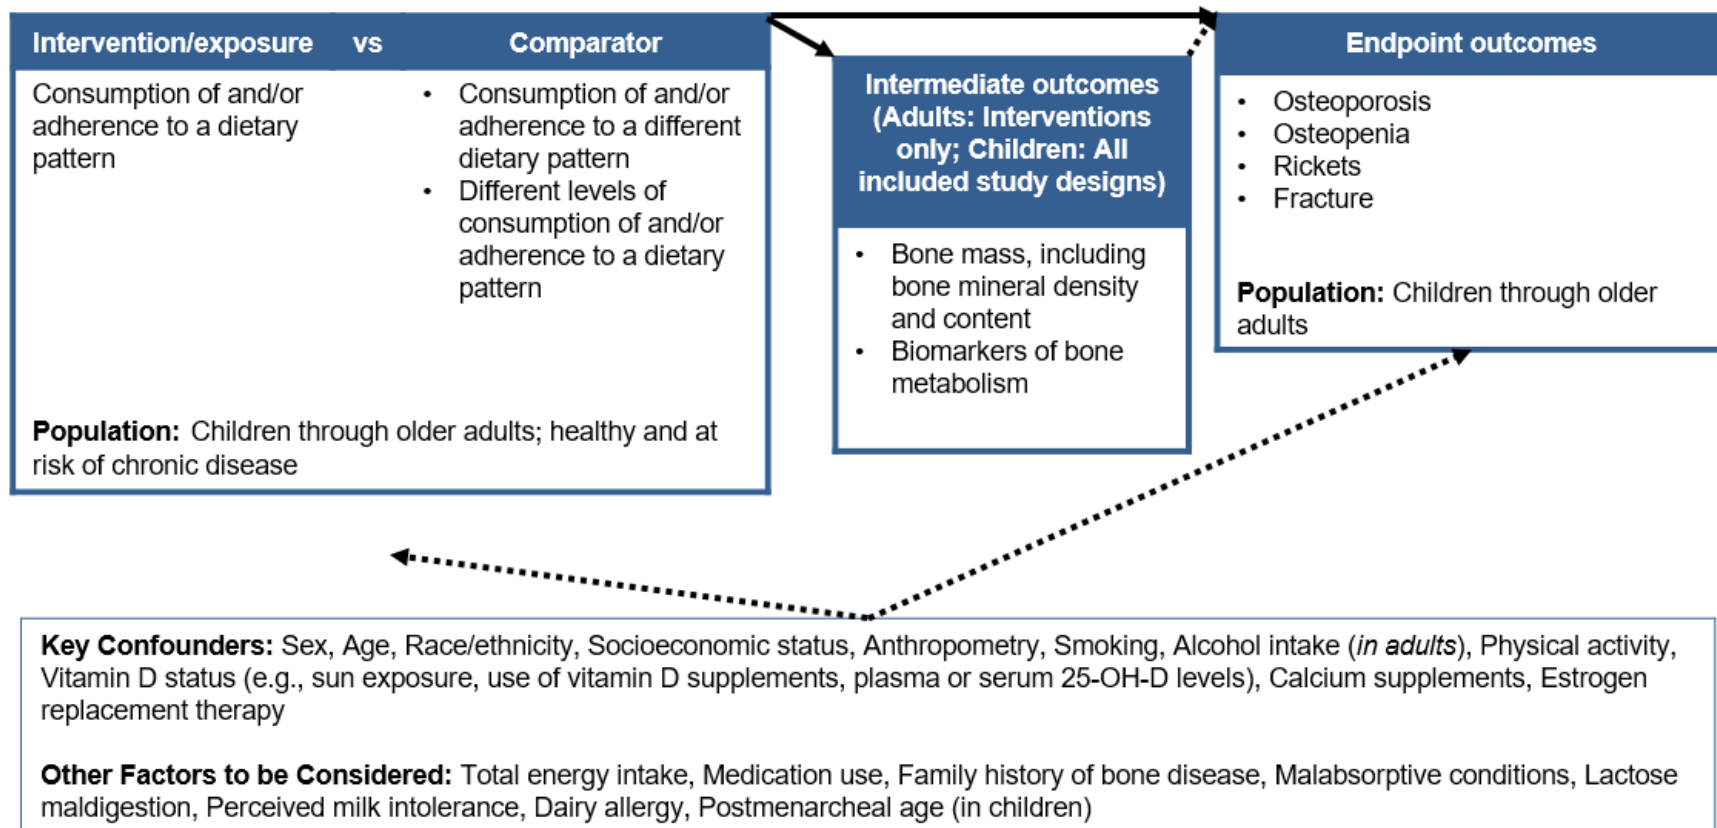 Intervention/exposure vs Comparator
Consumption of and/or
adherence to a dietary
pattern
• Consumption of and/or
adherence to a different
dietary pattern
• Different levels of
consumption of and/or
adherence to a dietary
pattern
Population: Children through older adults; healthy and at
risk of chronic disease
Intermediate outcomes
(Adults: Interventions
only; Children: All
included study designs)
• Bone mass, including
bone mineral density
and content
• Biomarkers of bone
metabolism
Endpoint outcomes
• Osteoporosis
• Osteopenia
• Rickets
• Fracture
Population: Children through older
adults
Key Confounders: Sex, Age, Race/ethnicity, Socioeconomic status, Anthropometry, Smoking, Alcohol intake (in adults), Physical activity,
Vitamin D status (e.g., sun exposure, use of vitamin D supplements, plasma or serum 25-OH-D levels), Calcium supplements, Estrogen
replacement therapy
Other Factors to be Considered: Total energy intake, Medication use, Family history of bone disease, Malabsorptive conditions, Lactose
maldigestion, Perceived milk intolerance, Dairy allergy, Postmenarcheal age (in children)